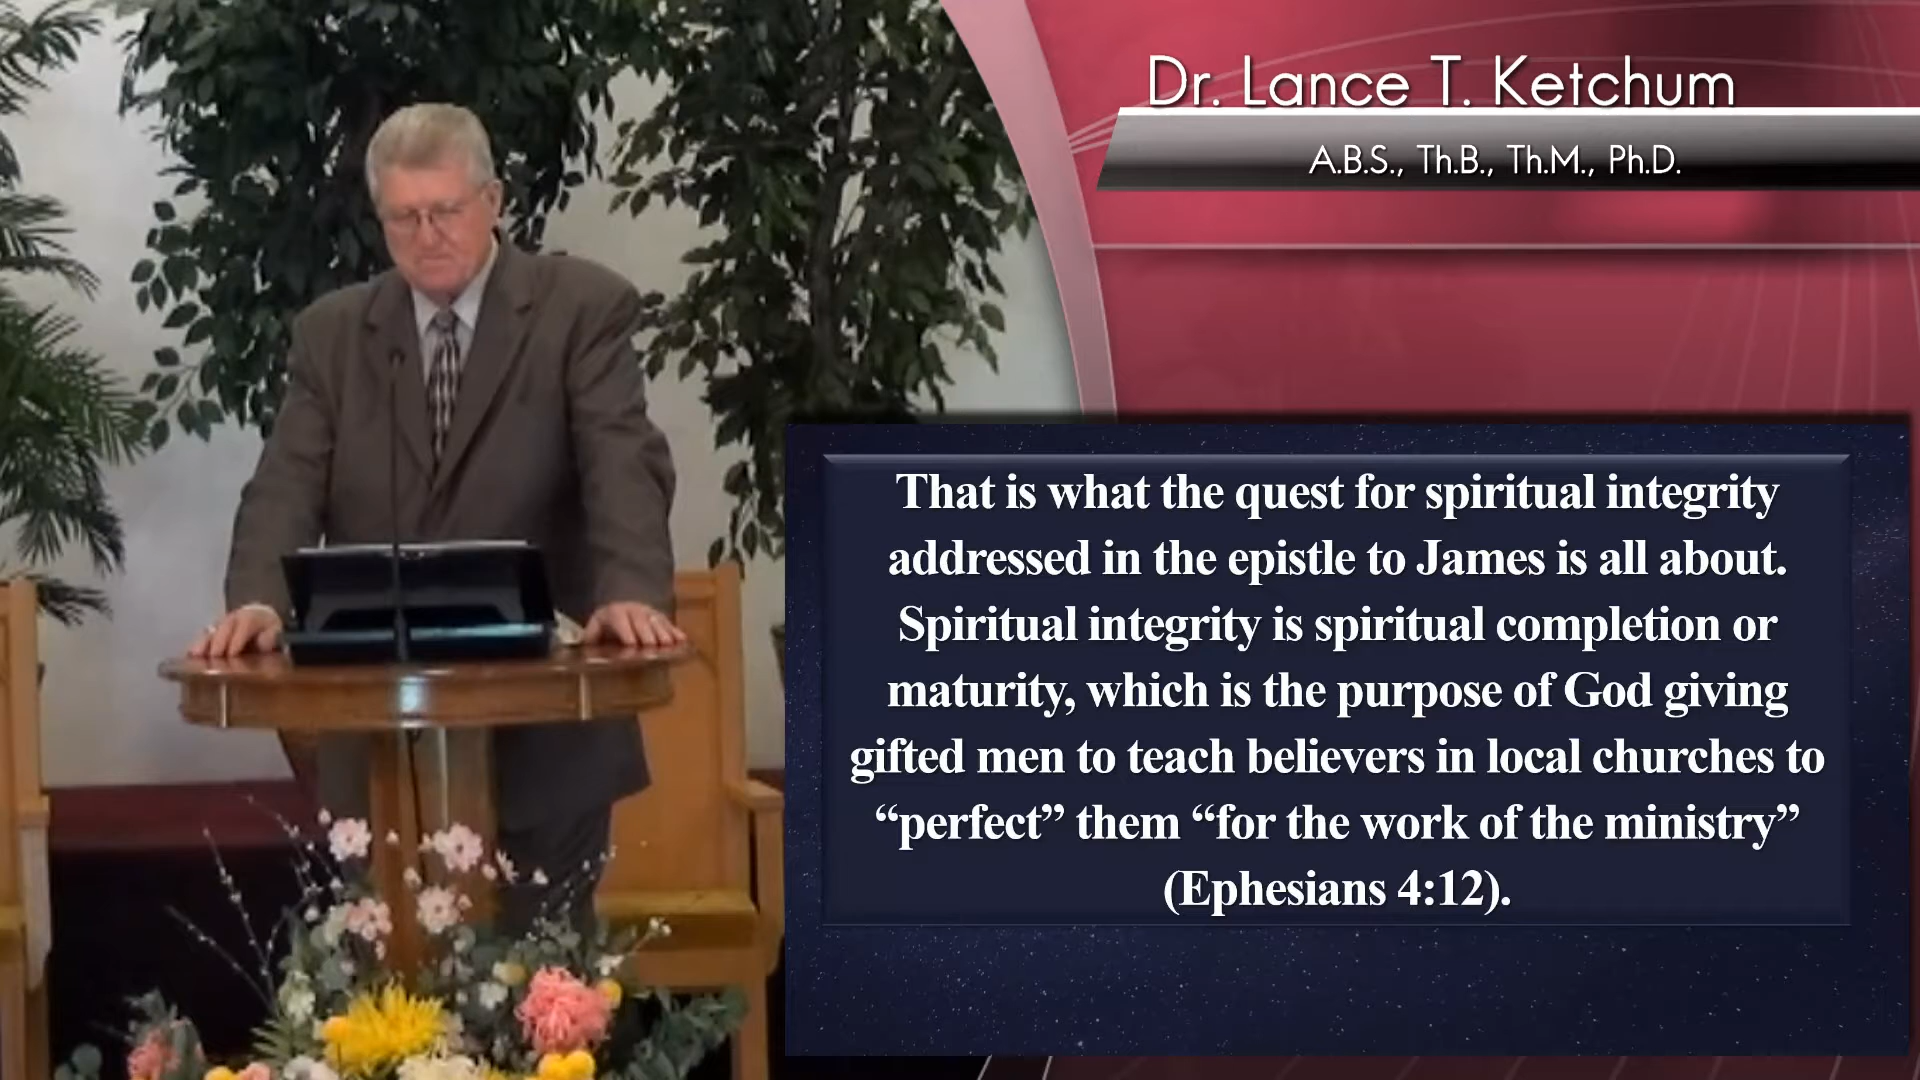 Dr. Lance T. Ketchum
A.B.S., Th.B., Th.M., Ph.D.
That is what the quest for spiritual integrity
addressed in the epistle to James is all about.
Spiritual integrity is spiritual completion or
maturity, which is the purpose of God giving
gifted men to teach believers in local churches to
“perfect” them “for the work of the ministry”
(Ephesians 4:12).